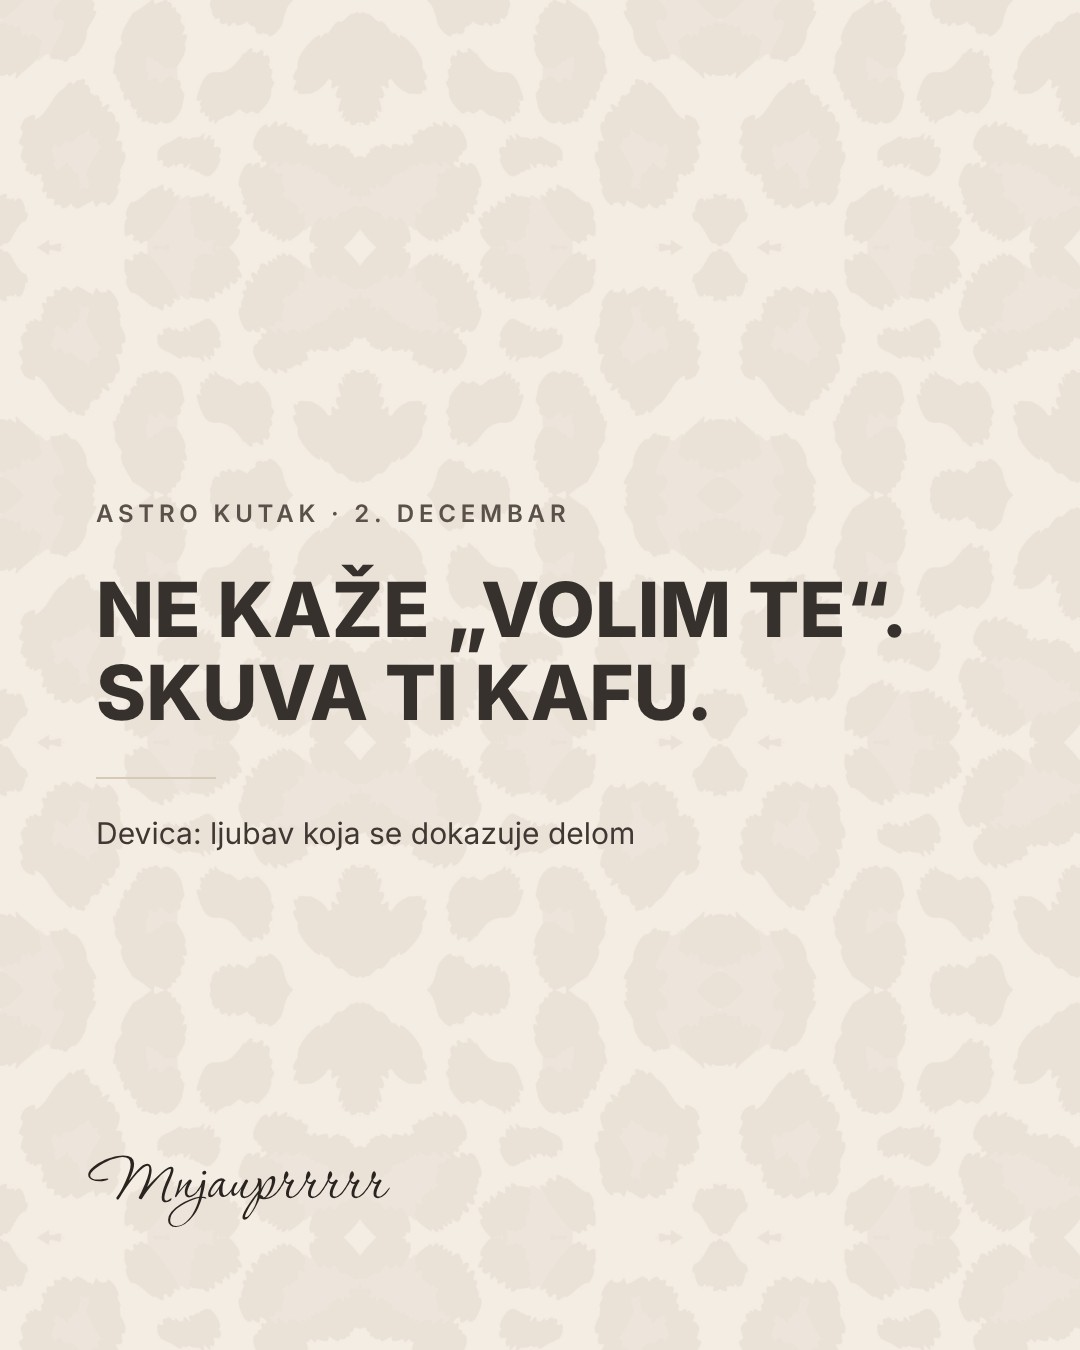 ASTRO KUTAK · 2. DECEMBAR
NE KAŽE „VOLIM TE“.
SKUVA TI KAFU.
Devica: ljubav koja se dokazuje delom
Mnjauprrrrr